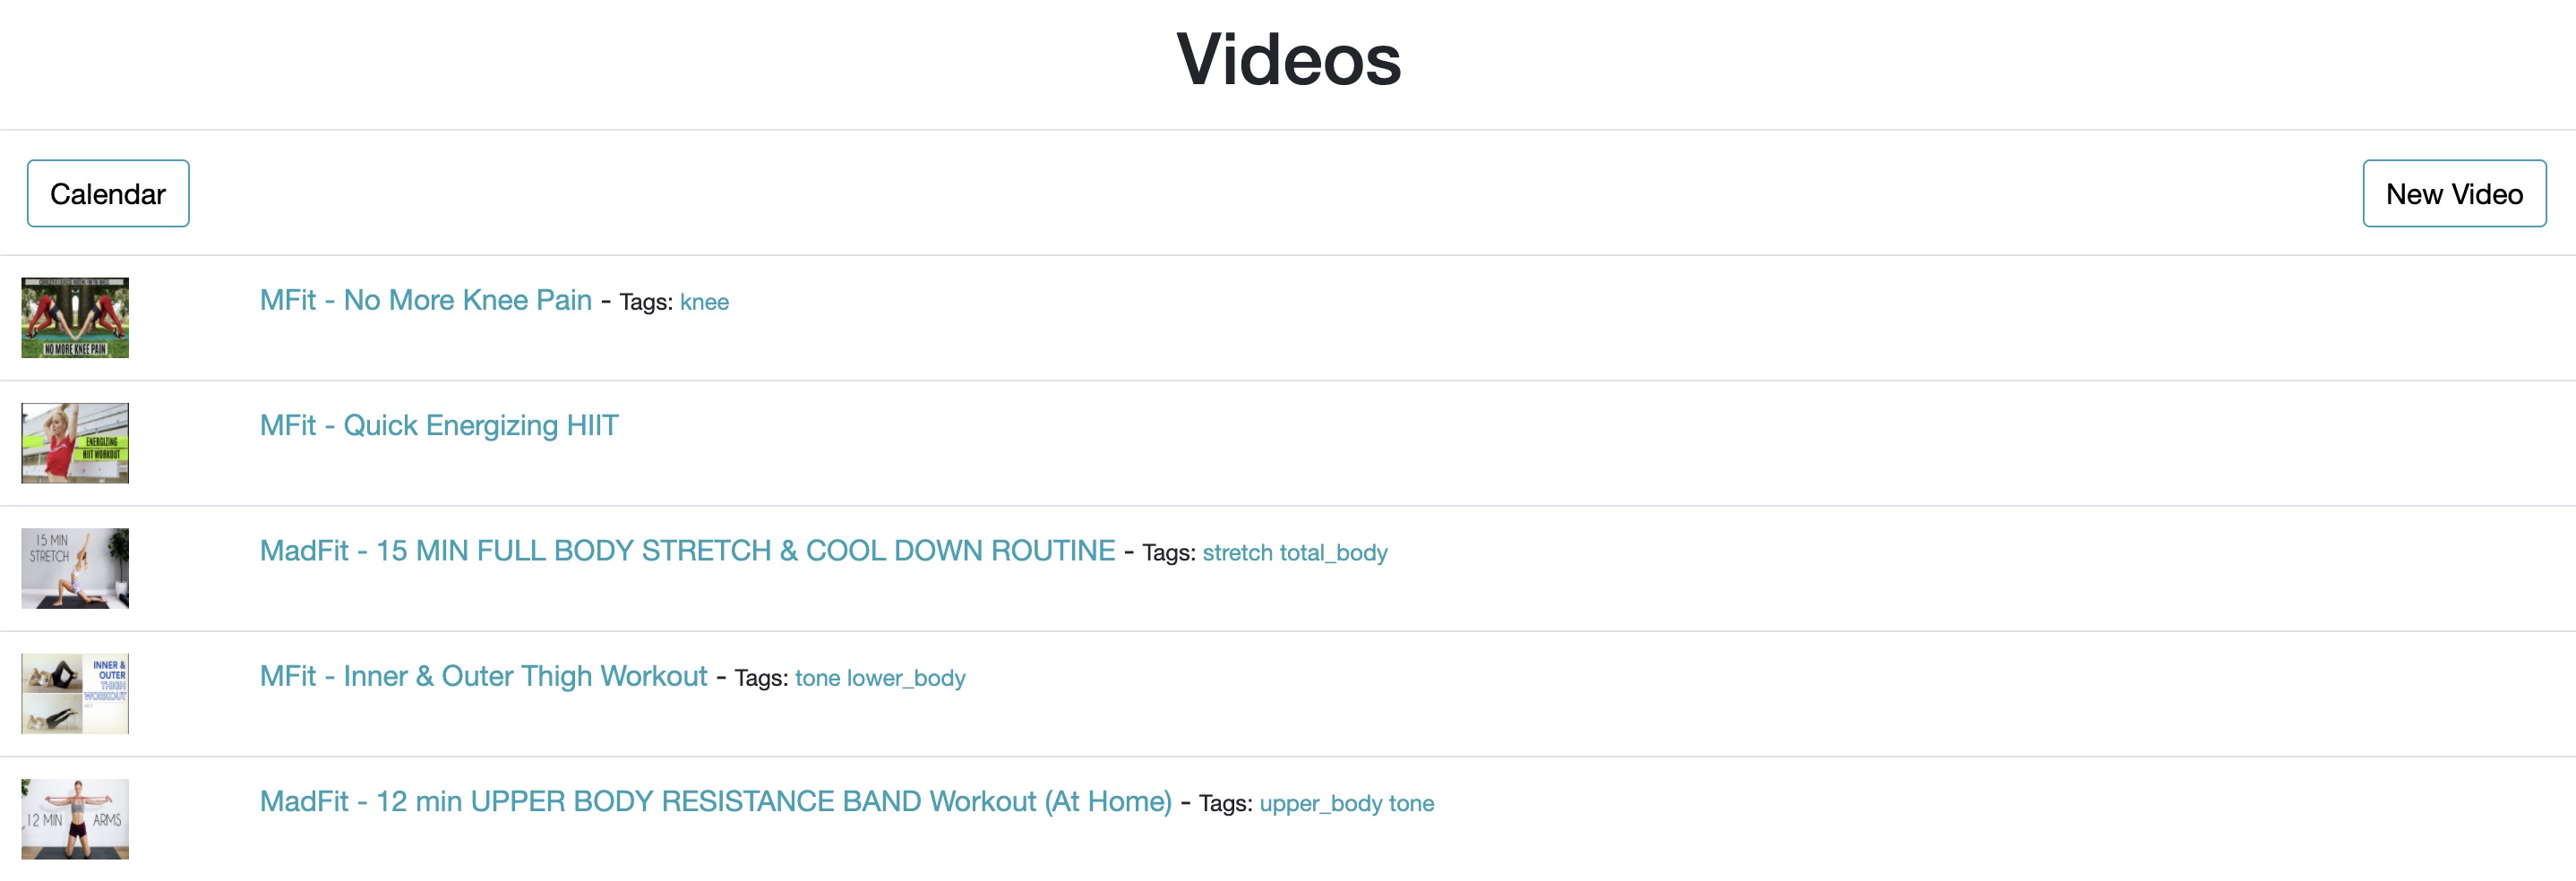 Videos
Calendar
New Video
MFit - No More Knee Pain - Tags: knee
NO MORE KNEE PAIN
MFit - Quick Energizing HIIT
ENERGIZING
HIIT WORKOUT
MadFit - 15 MIN FULL BODY STRETCH & COOL DOWN ROUTINE - Tags: stretch total_body
15 MIN
STRETCH
MFit - Inner & Outer Thigh Workout - Tags: tone lower_body
INNER &
OUTER
THIGH
WORKOUT
MadFit - 12 min UPPER BODY RESISTANCE BAND Workout (At Home) - Tags: upper_body tone
12 MIN ARMS